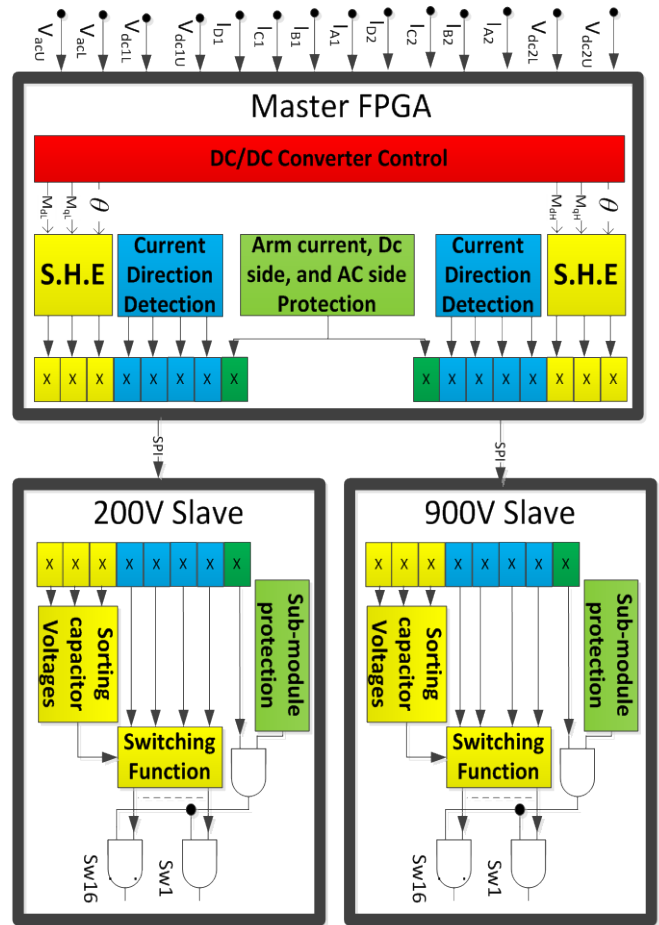 VacU VacL Vdc1L Vdc1U ID1 IC1 IB1 IA1 ID2 IC2 IB2 IA2 Vdc2L Vdc2U
Master FPGA
DC/DC Converter Control
MdL MqL θ MdH MqH θ
S.H.E
Current
Direction
Detection
Arm current, Dc
side, and AC side
Protection
Current
Direction
Detection
S.H.E
X X X X X X X X
X X X X X X X X
SPI
SPI
200V Slave
X X X X X X X X
Sorting
capacitor
Voltages
Sub-module
protection
Switching
Function
Sw16
Sw1
900V Slave
X X X X X X X X
Sorting
capacitor
Voltages
Sub-module
protection
Switching
Function
Sw16
Sw1